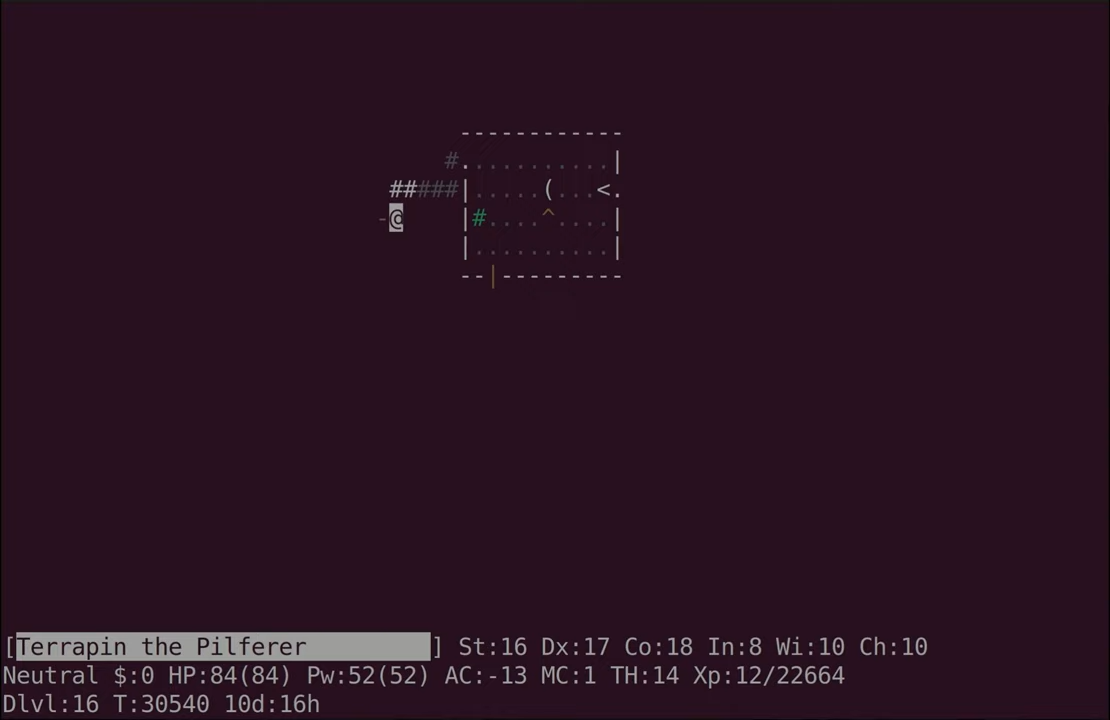 ------------
#..........|
#####|.....(...<.
-@ |#....^....|
|..........|
--|---------
[Terrapin the Pilferer ] St:16 Dx:17 Co:18 In:8 Wi:10 Ch:10
Neutral $:0 HP:84(84) Pw:52(52) AC:-13 MC:1 TH:14 Xp:12/22664
Dlvl:16 T:30540 10d:16h